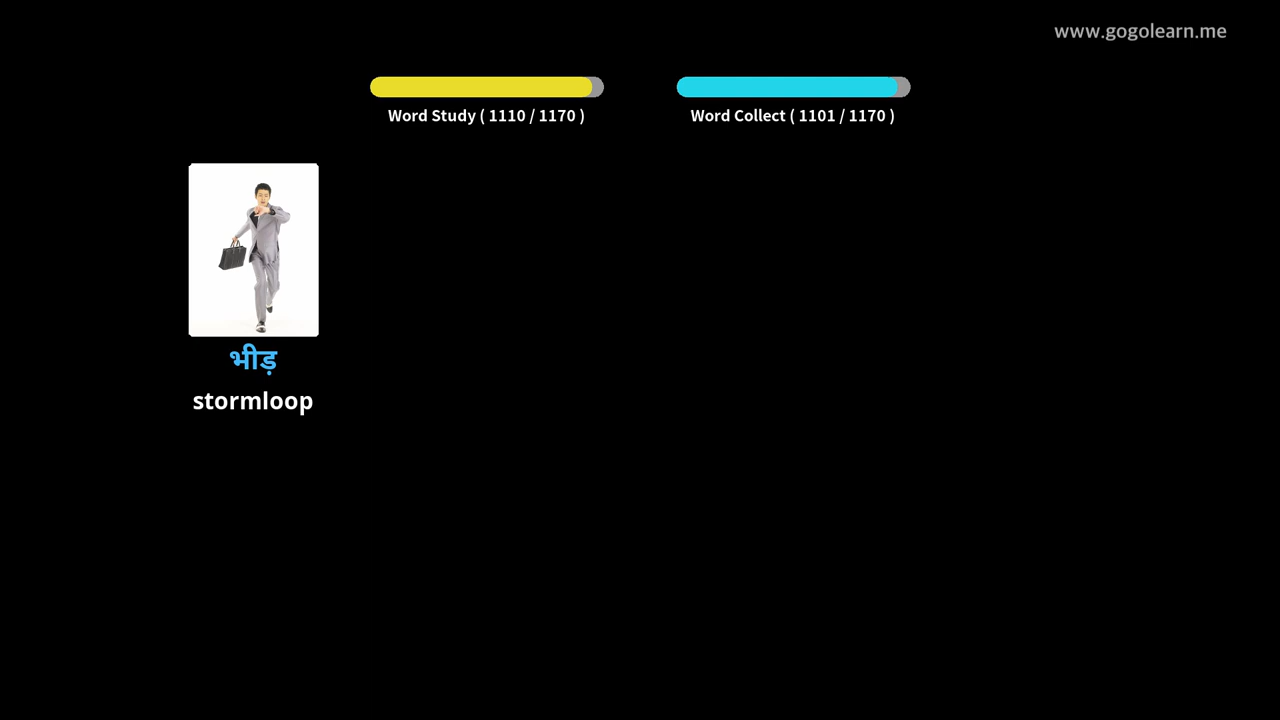 www.gogolearn.me
Word Study ( 1110 / 1170 )
Word Collect ( 1101 / 1170 )
भीड़
stormloop